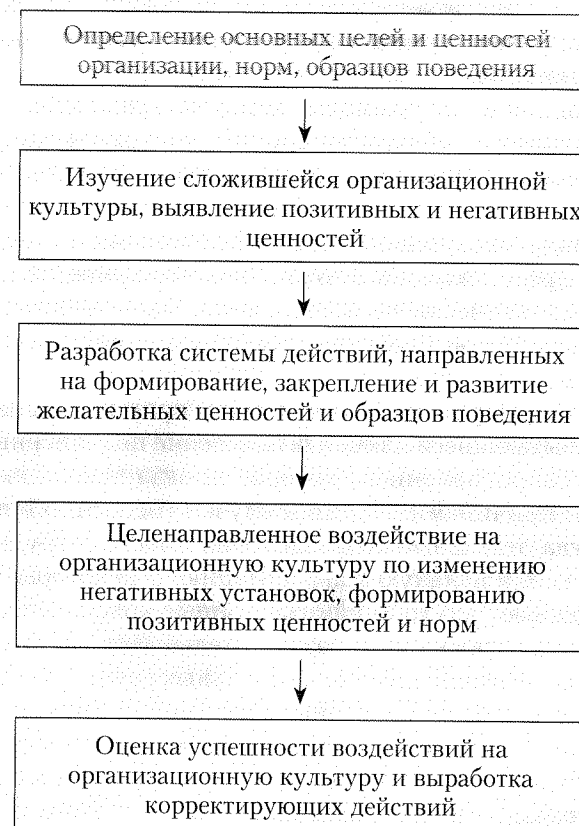 Определение основных целей и ценностей
организации, норм, образцов поведения
Изучение сложившейся организационной
культуры, выявление позитивных и негативных
ценностей
Разработка системы действий, направленных
на формирование, закрепление и развитие
желательных ценностей и образцов поведения
Целенаправленное воздействие на
организационную культуру по изменению
негативных установок, формированию
позитивных ценностей и норм
Оценка успешности воздействий на
организационную культуру и выработка
корректирующих действий